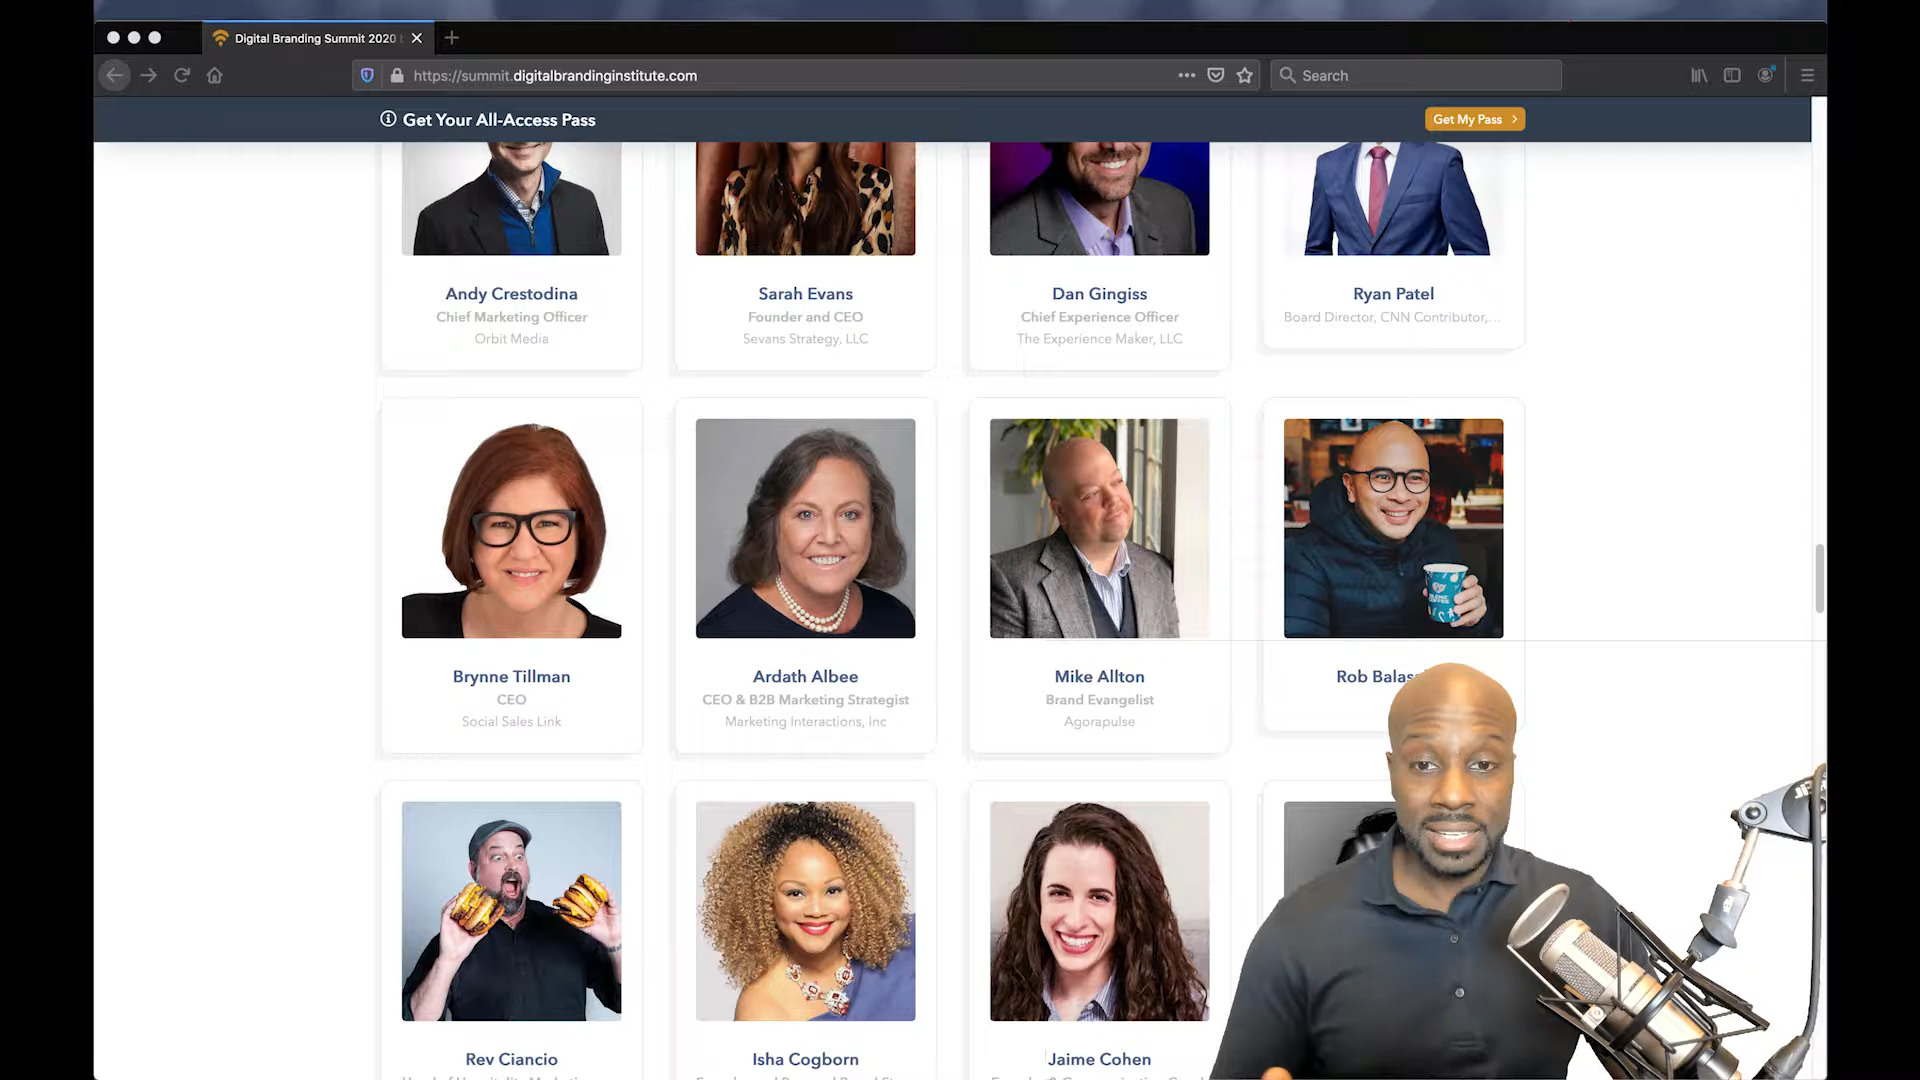 Digital Branding Summit 2020
https://summit.digitalbrandinginstitute.com
Search
Get Your All-Access Pass
Get My Pass
Andy Crestodina
Chief Marketing Officer
Orbit Media
Sarah Evans
Founder and CEO
Sevans Strategy, LLC
Dan Gingiss
Chief Experience Officer
The Experience Maker, LLC
Ryan Patel
Board Director, CNN Contributor,...
Brynne Tillman
CEO
Social Sales Link
Ardath Albee
CEO & B2B Marketing Strategist
Marketing Interactions, Inc
Mike Allton
Brand Evangelist
Agorapulse
Rob
Rev Ciancio
Isha Cogborn
Jaime Cohen